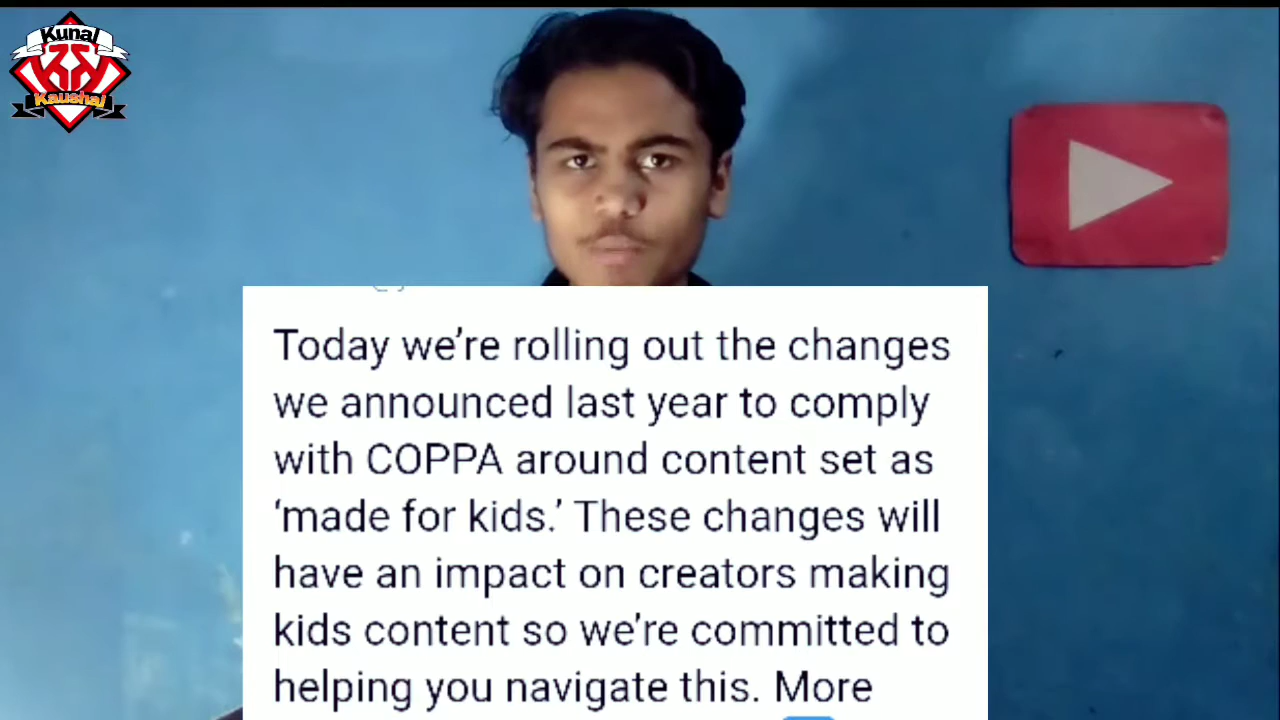 Kunal
KK
Kaushal
Today we’re rolling out the changes
we announced last year to comply
with COPPA around content set as
‘made for kids.’ These changes will
have an impact on creators making
kids content so we're committed to
helping you navigate this. More